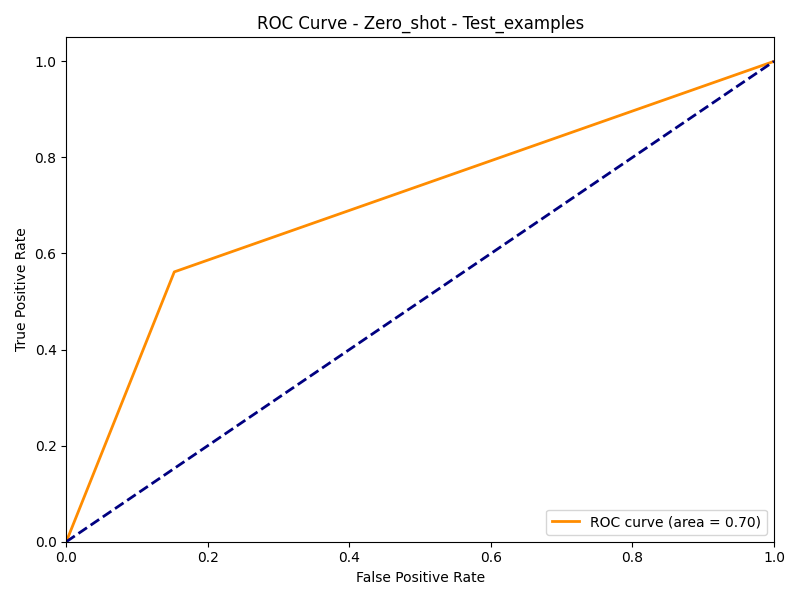 ROC Curve - Zero_shot - Test_examples
True Positive Rate
1.0
0.8
0.6
0.4
0.2
0.0
0.0 0.2 0.4 0.6 0.8 1.0
False Positive Rate
ROC curve (area = 0.70)